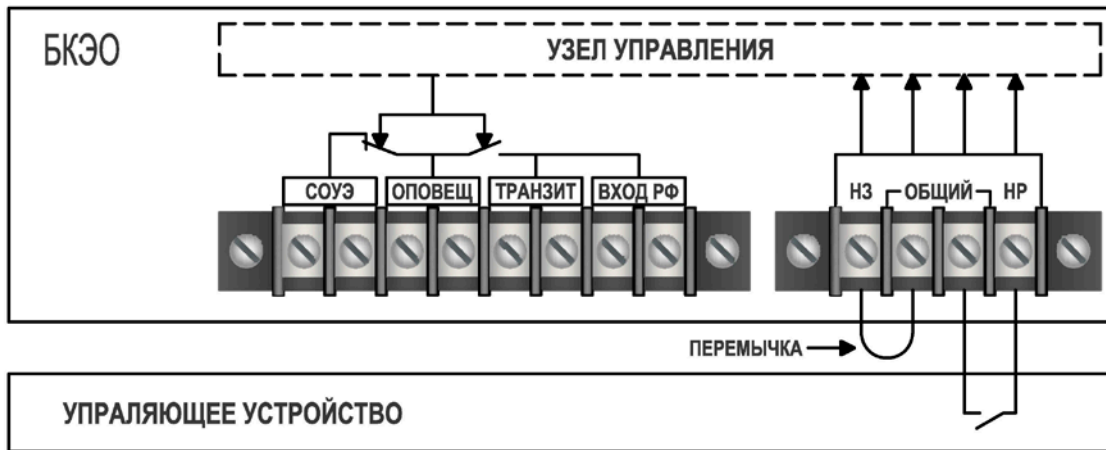 БКЭО
УЗЕЛ УПРАВЛЕНИЯ
СОУЭ ОПОВЕЩ ТРАНЗИТ ВХОД РФ
НЗ ОБЩИЙ НР
ПЕРЕМЫЧКА
УПРАЛЯЮЩЕЕ УСТРОЙСТВО